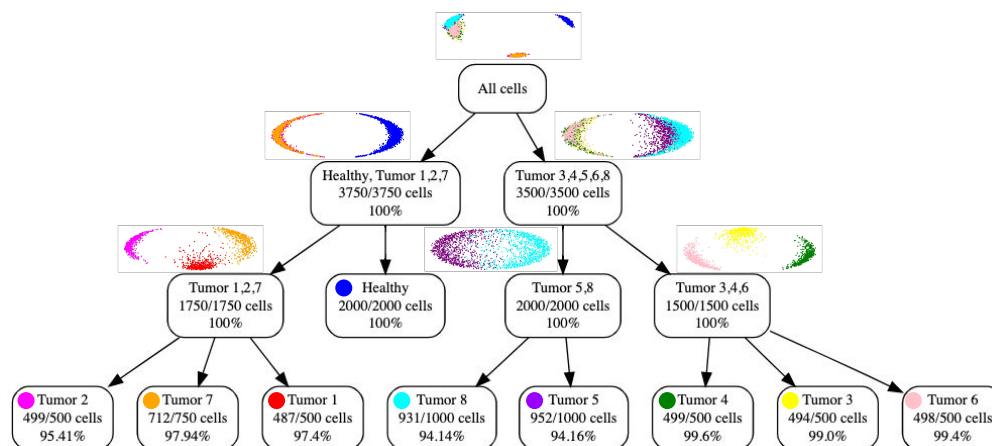 All cells
Healthy, Tumor 1,2,7
3750/3750 cells
100%
Tumor 3,4,5,6,8
3500/3500 cells
100%
Tumor 1,2,7
1750/1750 cells
100%
Healthy
2000/2000 cells
100%
Tumor 5,8
2000/2000 cells
100%
Tumor 3,4,6
1500/1500 cells
100%
Tumor 2
499/500 cells
95.41%
Tumor 7
712/750 cells
97.94%
Tumor 1
487/500 cells
97.4%
Tumor 8
931/1000 cells
94.14%
Tumor 5
952/1000 cells
94.16%
Tumor 4
499/500 cells
99.6%
Tumor 3
494/500 cells
99.0%
Tumor 6
498/500 cells
99.4%